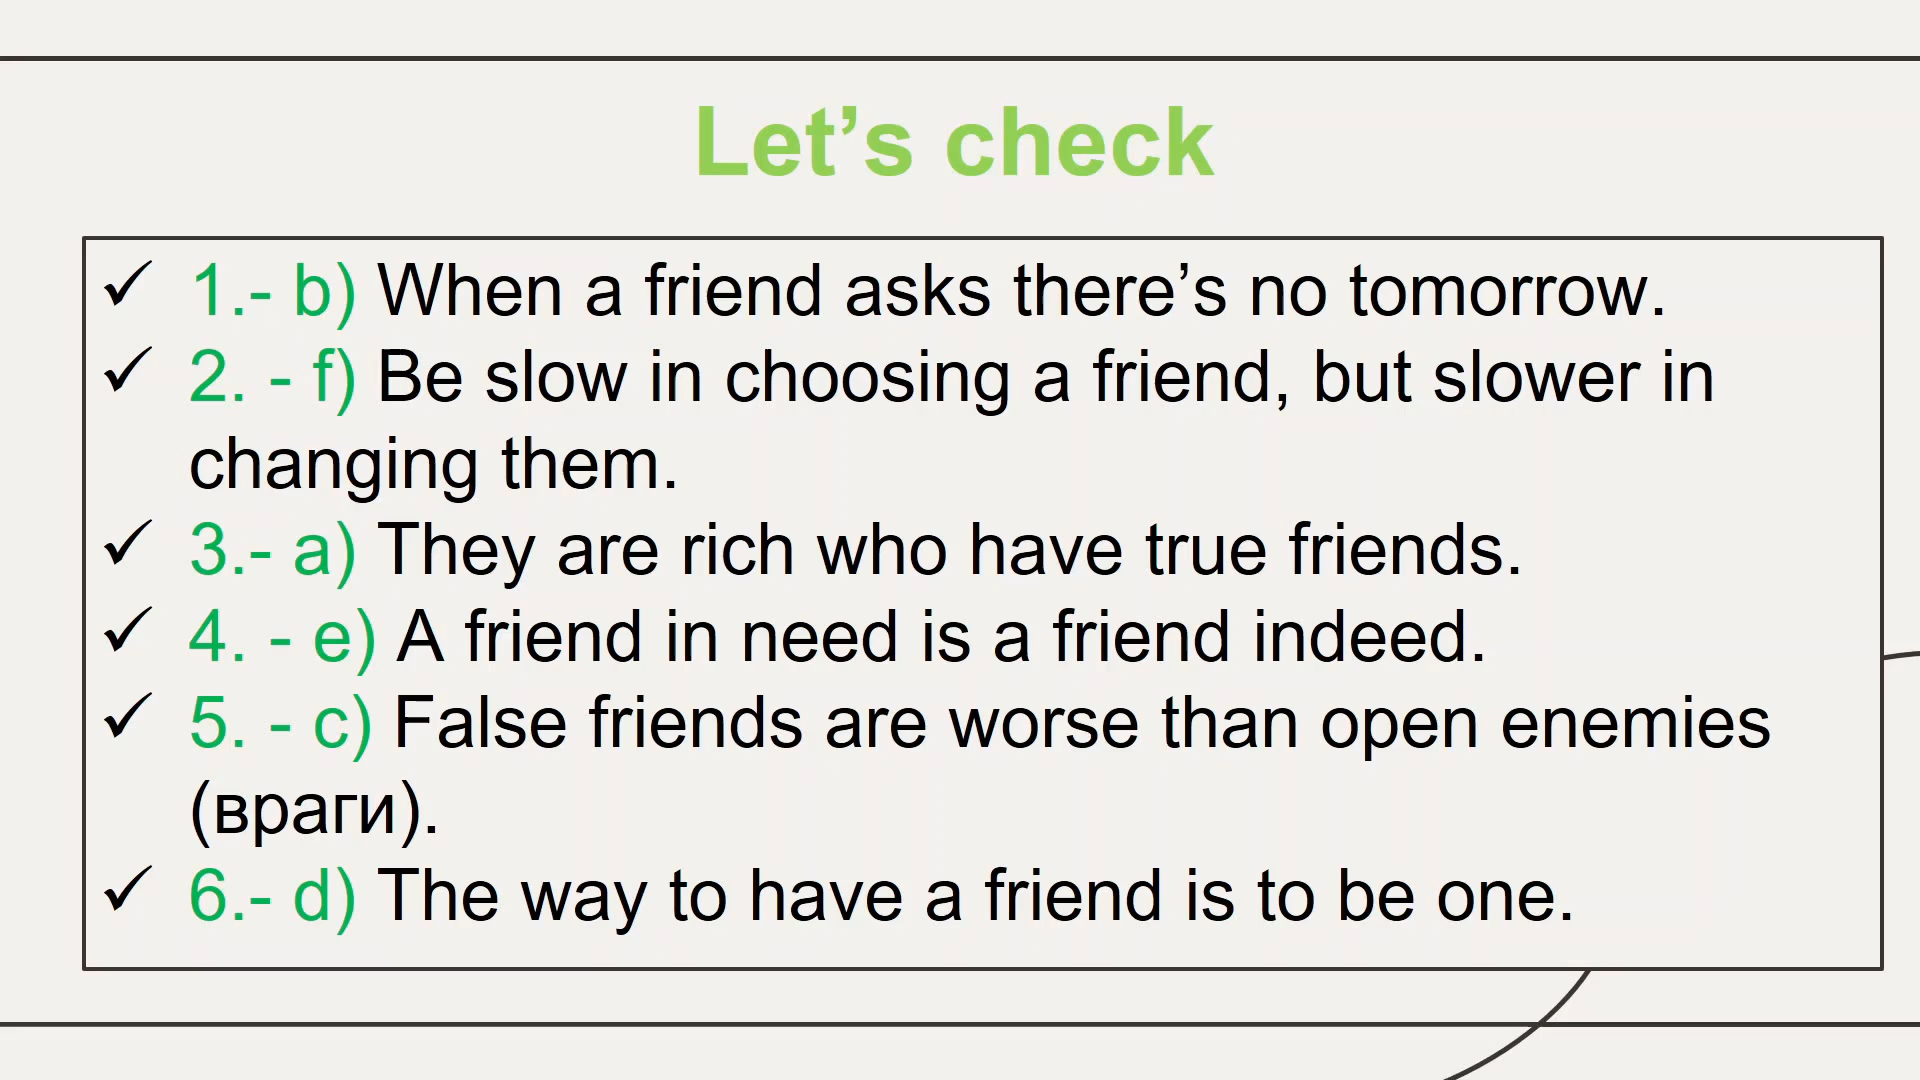 Let’s check
✓ 1.- b) When a friend asks there’s no tomorrow.
✓ 2. - f) Be slow in choosing a friend, but slower in
changing them.
✓ 3.- a) They are rich who have true friends.
✓ 4. - e) A friend in need is a friend indeed.
✓ 5. - c) False friends are worse than open enemies
(враги).
✓ 6.- d) The way to have a friend is to be one.